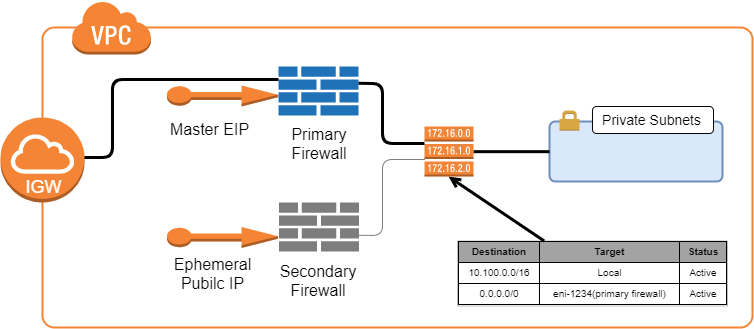 VPC
Master EIP
Primary
Firewall
172.16.0.0
172.16.1.0
172.16.2.0
Private Subnets
IGW
Ephemeral
Pubilc IP
Secondary
Firewall
Destination Target Status
10.100.0.0/16 Local Active
0.0.0.0/0 eni-1234(primary firewall) Active